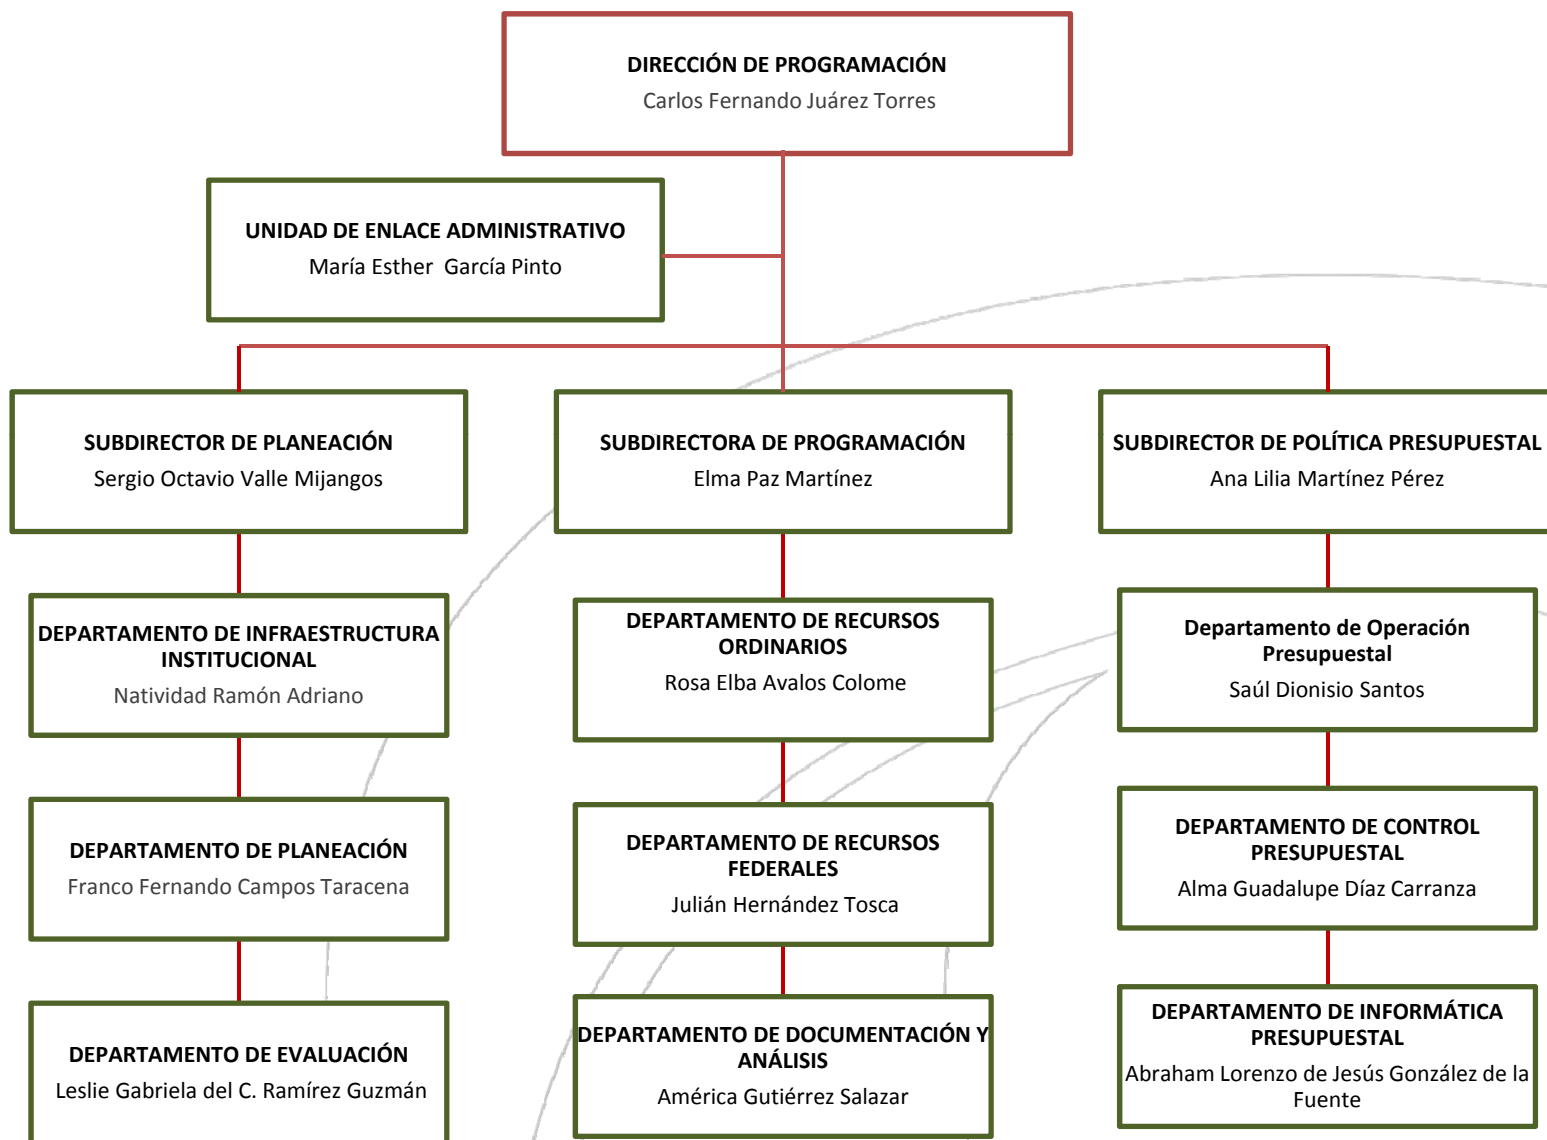 DIRECCIÓN DE PROGRAMACIÓN
Carlos Fernando Juárez Torres
UNIDAD DE ENLACE ADMINISTRATIVO
María Esther  García Pinto
SUBDIRECTOR DE PLANEACIÓN
Sergio Octavio Valle Mijangos
SUBDIRECTORA DE PROGRAMACIÓN
Elma Paz Martínez
SUBDIRECTOR DE POLÍTICA PRESUPUESTAL
Ana Lilia Martínez Pérez
DEPARTAMENTO DE INFRAESTRUCTURA
INSTITUCIONAL
Natividad Ramón Adriano
DEPARTAMENTO DE RECURSOS
ORDINARIOS
Rosa Elba Avalos Colome
Departamento de Operación
Presupuestal
Saúl Dionisio Santos
DEPARTAMENTO DE PLANEACIÓN
Franco Fernando Campos Taracena
DEPARTAMENTO DE RECURSOS
FEDERALES
Julián Hernández Tosca
DEPARTAMENTO DE CONTROL
PRESUPUESTAL
Alma Guadalupe Díaz Carranza
DEPARTAMENTO DE EVALUACIÓN
Leslie Gabriela del C. Ramírez Guzmán
DEPARTAMENTO DE DOCUMENTACIÓN Y
ANÁLISIS
América Gutiérrez Salazar
DEPARTAMENTO DE INFORMÁTICA
PRESUPUESTAL
Abraham Lorenzo de Jesús González de la
Fuente